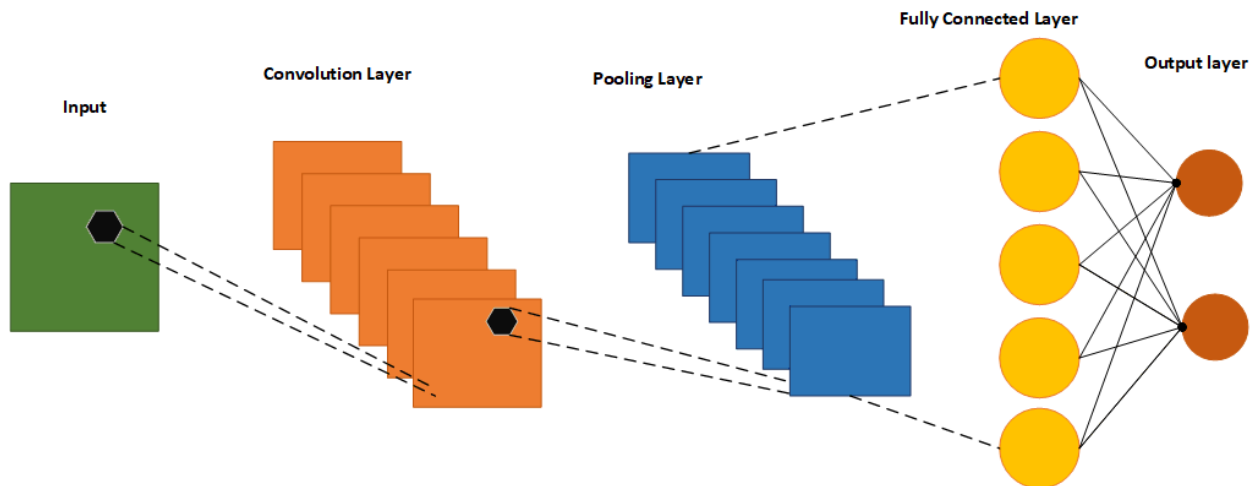 Input
Convolution Layer
Pooling Layer
Fully Connected Layer
Output layer